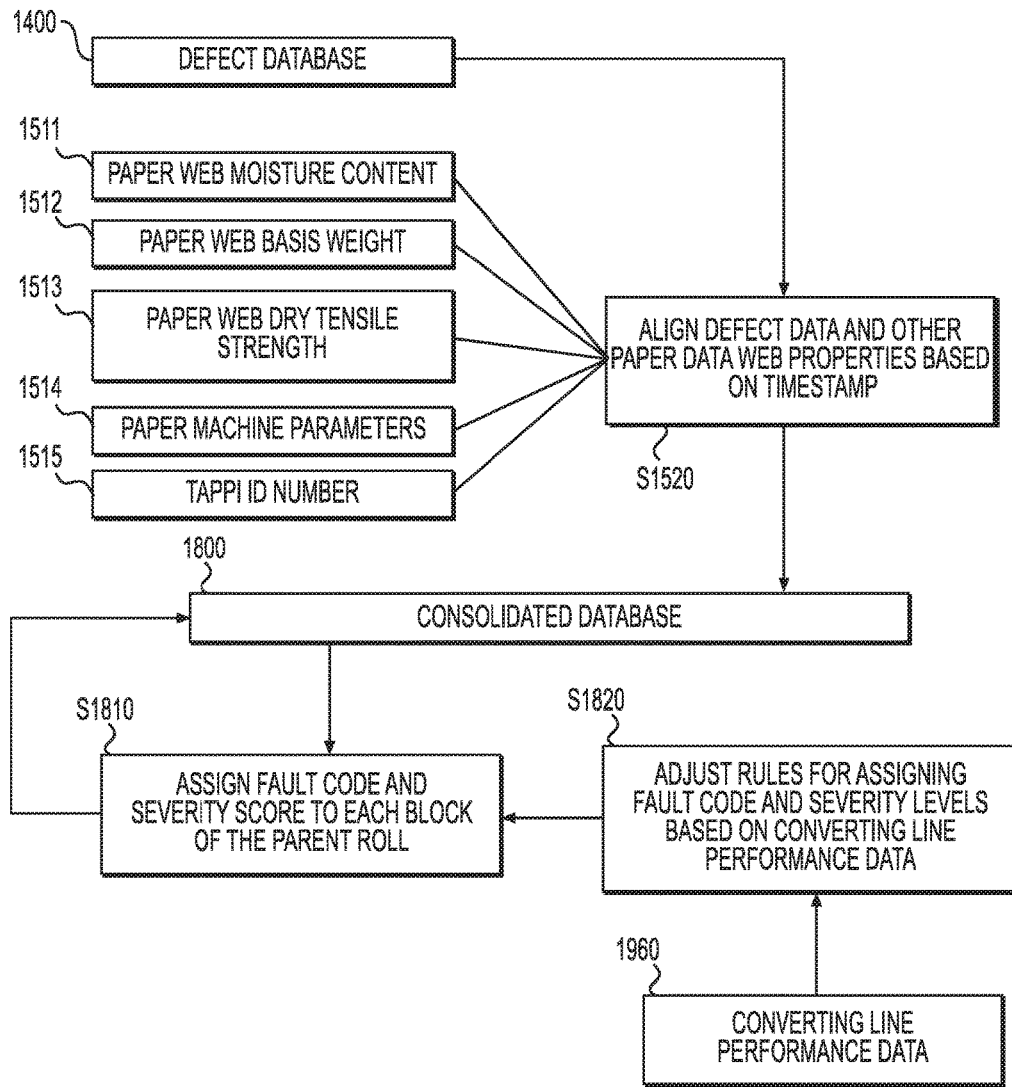 1400
DEFECT DATABASE
1511
PAPER WEB MOISTURE CONTENT
1512
PAPER WEB BASIS WEIGHT
1513
PAPER WEB DRY TENSILE
STRENGTH
1514
PAPER MACHINE PARAMETERS
1515
TAPPI ID NUMBER
ALIGN DEFECT DATA AND OTHER
PAPER DATA WEB PROPERTIES BASED
ON TIMESTAMP
S1520
1800
CONSOLIDATED DATABASE
S1810
ASSIGN FAULT CODE AND
SEVERITY SCORE TO EACH BLOCK
OF THE PARENT ROLL
S1820
ADJUST RULES FOR ASSIGNING
FAULT CODE AND SEVERITY LEVELS
BASED ON CONVERTING LINE
PERFORMANCE DATA
1960
CONVERTING LINE
PERFORMANCE DATA